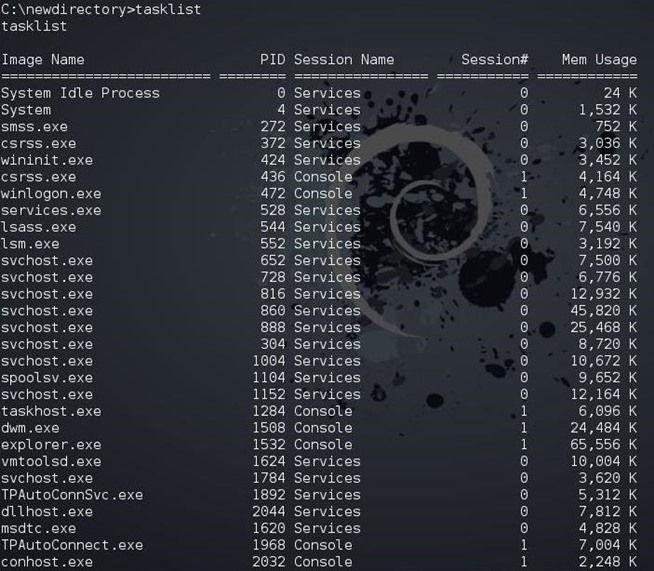 C:\newdirectory>tasklist
tasklist
Image Name PID Session Name Session# Mem Usage
========================= ======== ================ =========== ============
System Idle Process 0 Services 0 24 K
System 4 Services 0 1,532 K
smss.exe 272 Services 0 752 K
csrss.exe 372 Services 0 3,036 K
wininit.exe 424 Services 0 3,452 K
csrss.exe 436 Console 1 4,164 K
winlogon.exe 472 Console 1 4,748 K
services.exe 528 Services 0 6,556 K
lsass.exe 544 Services 0 7,540 K
lsm.exe 552 Services 0 3,192 K
svchost.exe 652 Services 0 7,500 K
svchost.exe 728 Services 0 6,776 K
svchost.exe 816 Services 0 12,932 K
svchost.exe 860 Services 0 45,820 K
svchost.exe 888 Services 0 25,468 K
svchost.exe 304 Services 0 8,720 K
svchost.exe 1004 Services 0 10,672 K
spoolsv.exe 1104 Services 0 9,652 K
svchost.exe 1152 Services 0 12,164 K
taskhost.exe 1284 Console 1 6,096 K
dwm.exe 1508 Console 1 24,484 K
explorer.exe 1532 Console 1 65,556 K
vmtoolsd.exe 1624 Services 0 10,004 K
svchost.exe 1784 Services 0 3,620 K
TPAutoConnSvc.exe 1892 Services 0 5,312 K
dllhost.exe 2044 Services 0 7,812 K
msdtc.exe 1620 Services 0 4,828 K
TPAutoConnect.exe 1968 Console 1 7,004 K
conhost.exe 2032 Console 1 2,248 K